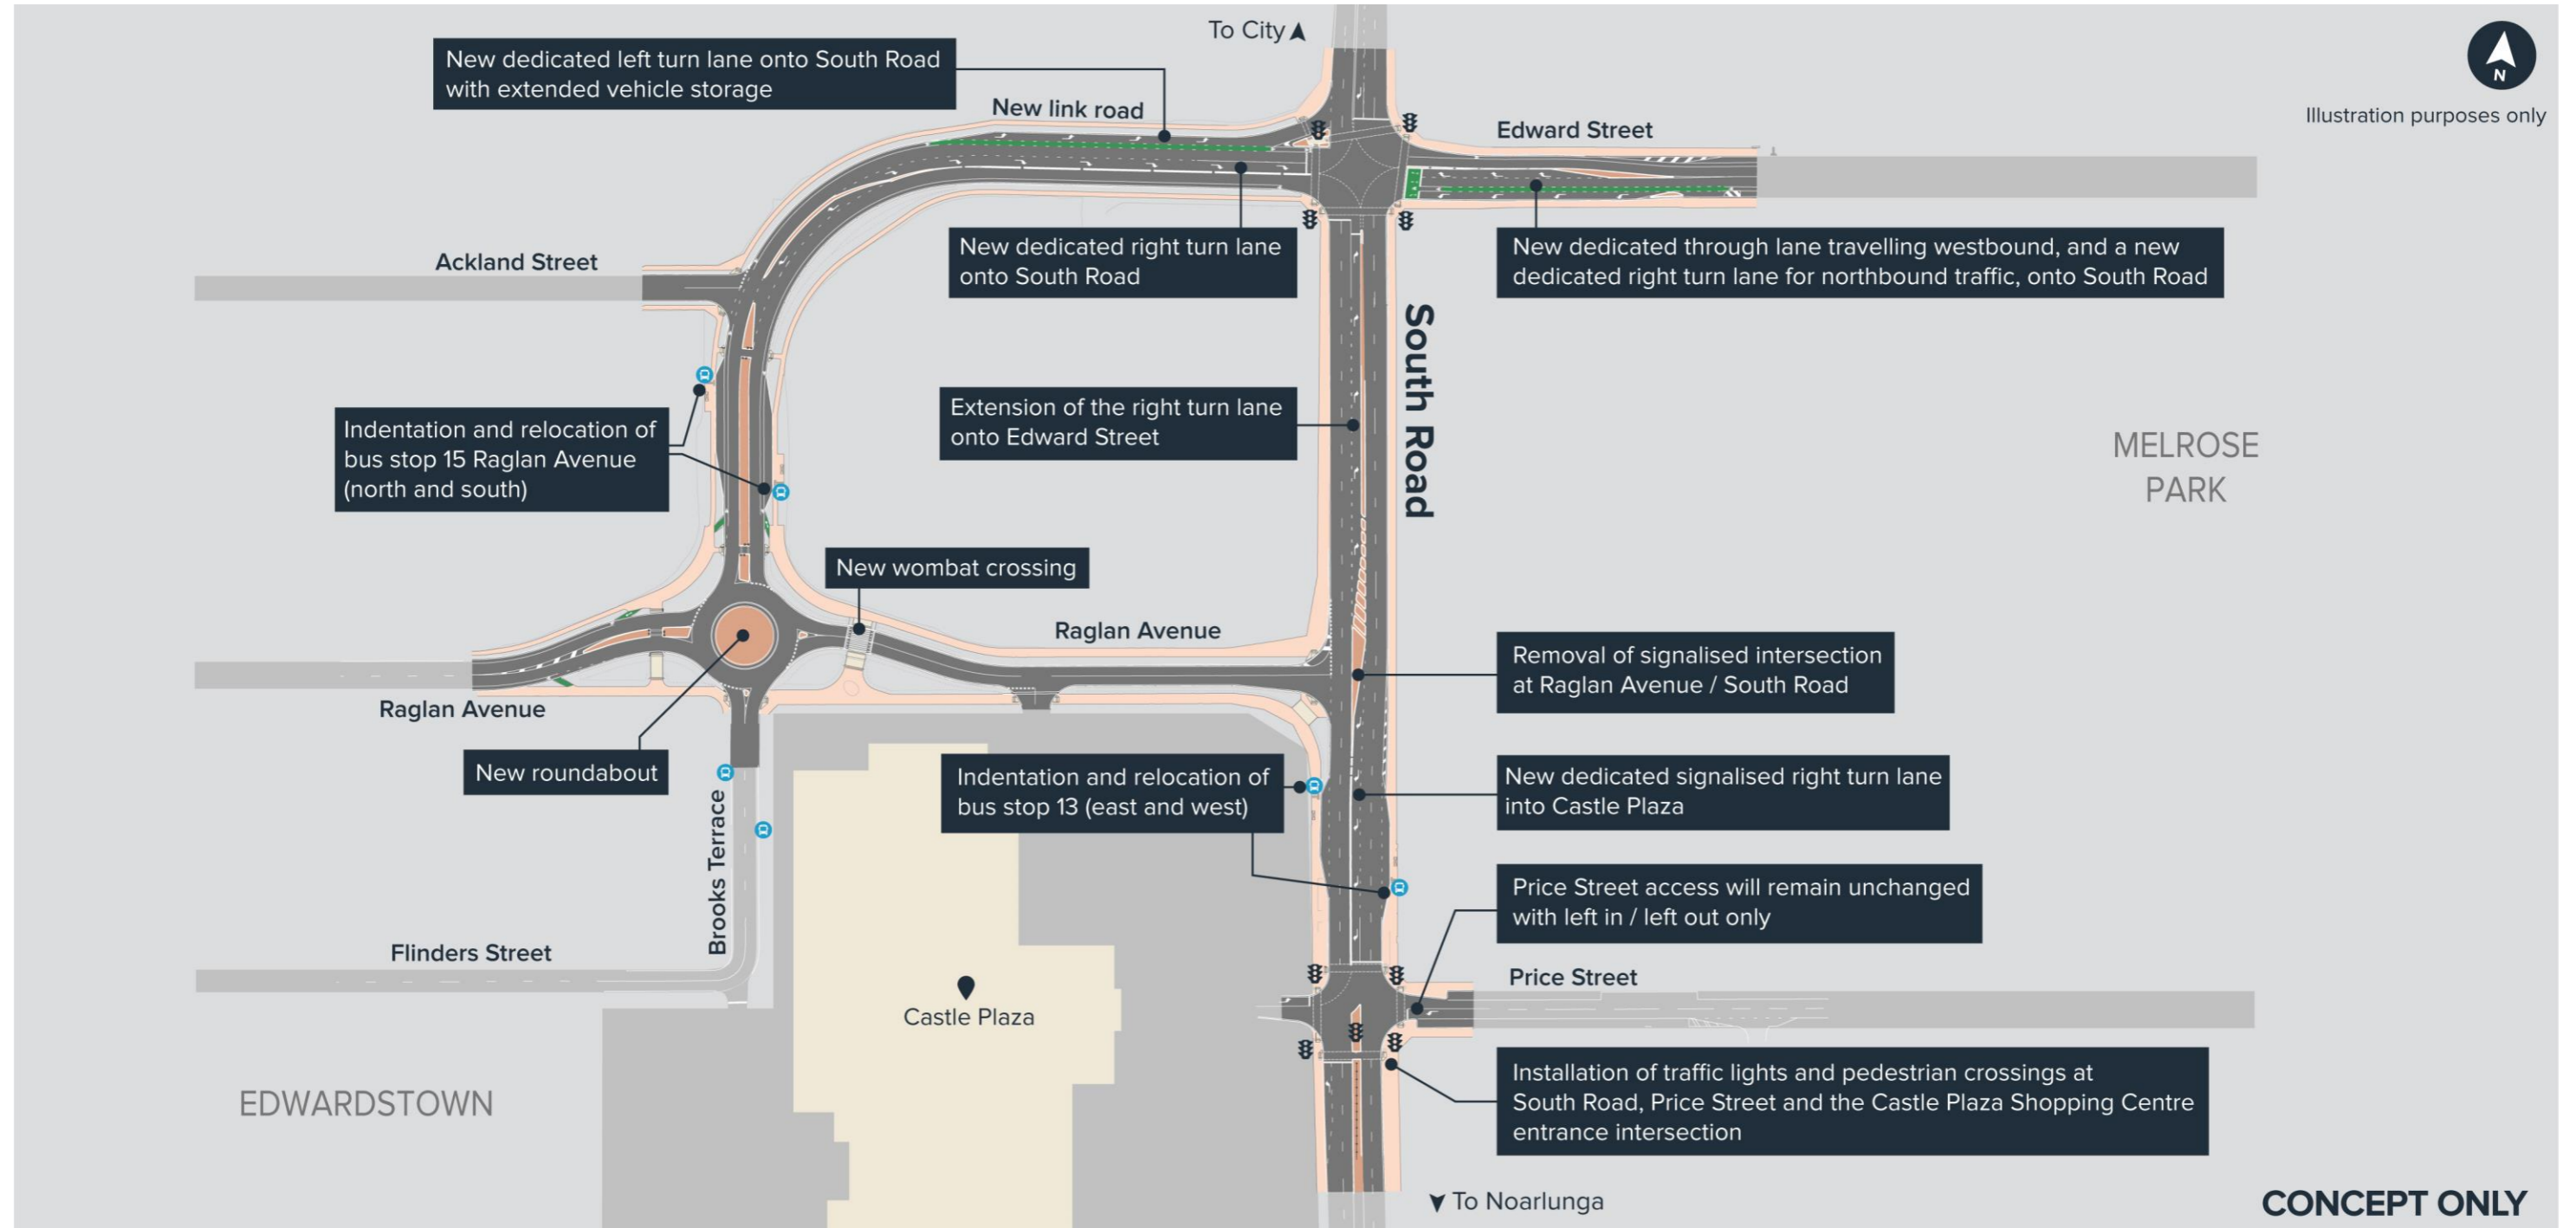 To City
N
Illustration purposes only
New dedicated left turn lane onto South Road
with extended vehicle storage
New link road
Edward Street
New dedicated right turn lane
onto South Road
New dedicated through lane travelling westbound, and a new
dedicated right turn lane for northbound traffic, onto South Road
Ackland Street
South Road
Extension of the right turn lane
onto Edward Street
Indentation and relocation of
bus stop 15 Raglan Avenue
(north and south)
MELROSE
PARK
New wombat crossing
Raglan Avenue
Removal of signalised intersection
at Raglan Avenue / South Road
Raglan Avenue
New roundabout
Indentation and relocation of
bus stop 13 (east and west)
New dedicated signalised right turn lane
into Castle Plaza
Brooks Terrace
Price Street access will remain unchanged
with left in / left out only
Flinders Street
Price Street
Castle Plaza
EDWARDSTOWN
Installation of traffic lights and pedestrian crossings at
South Road, Price Street and the Castle Plaza Shopping Centre
entrance intersection
To Noarlunga
CONCEPT ONLY